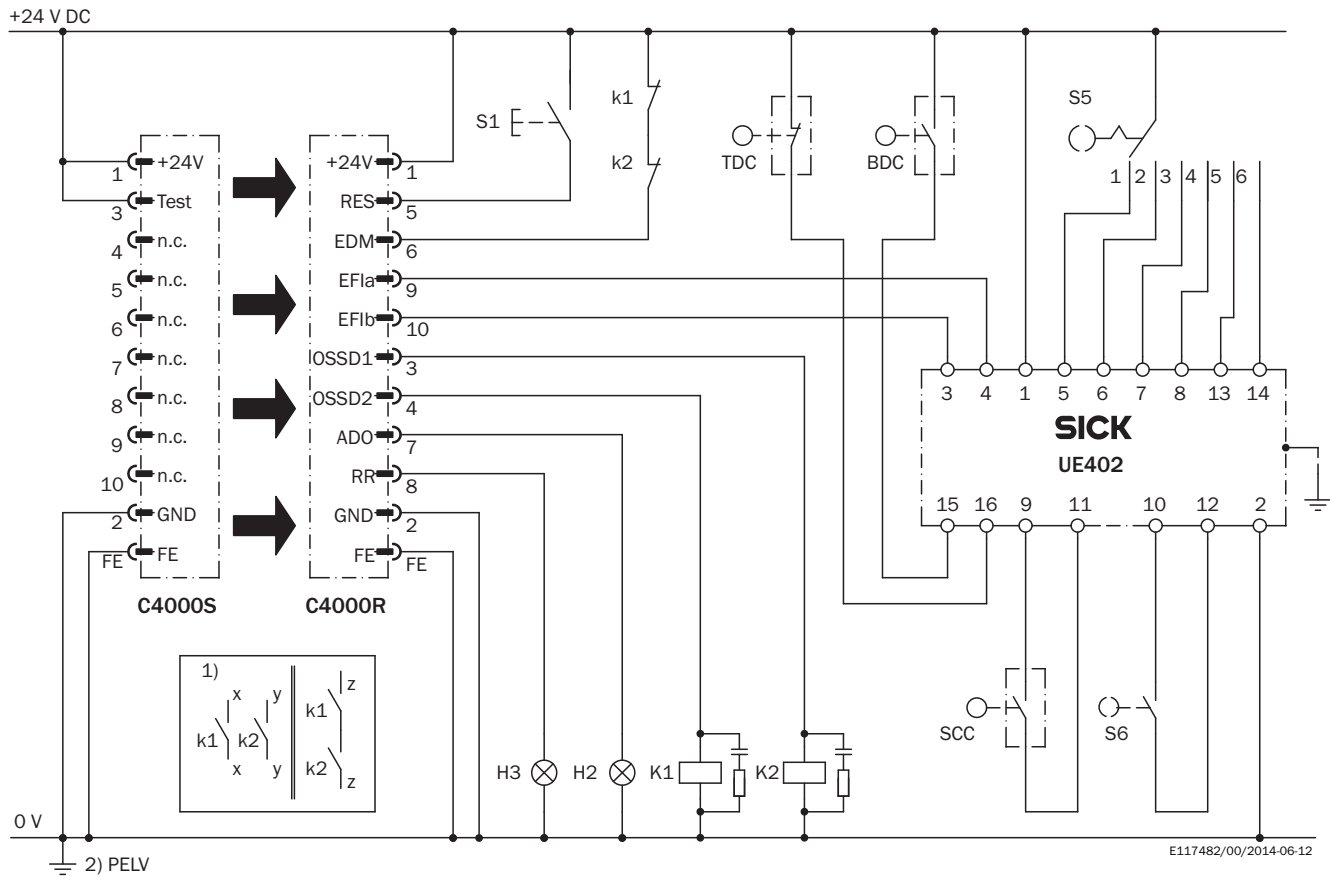 +24 V DC
S1
k1
k2
TDC
BDC
S5
1 2 3 4 5 6
+24V
1
Test
3
n.c.
4
n.c.
5
n.c.
6
n.c.
7
n.c.
8
n.c.
9
n.c.
10
GND
2
FE
FE
C4000S
+24V
1
RES
5
EDM
6
EFIa
9
EFIb
10
OSSD1
3
OSSD2
4
ADO
7
RR
8
GND
2
FE
FE
C4000R
3 4 1 5 6 7 8 13 14
SICK
UE402
15 16 9 11 10 12 2
SCC
S6
1)
x y z
k1 k2 k1
x y
k2
z
H3 H2 K1 K2
0 V
2) PELV
E117482/00/2014-06-12